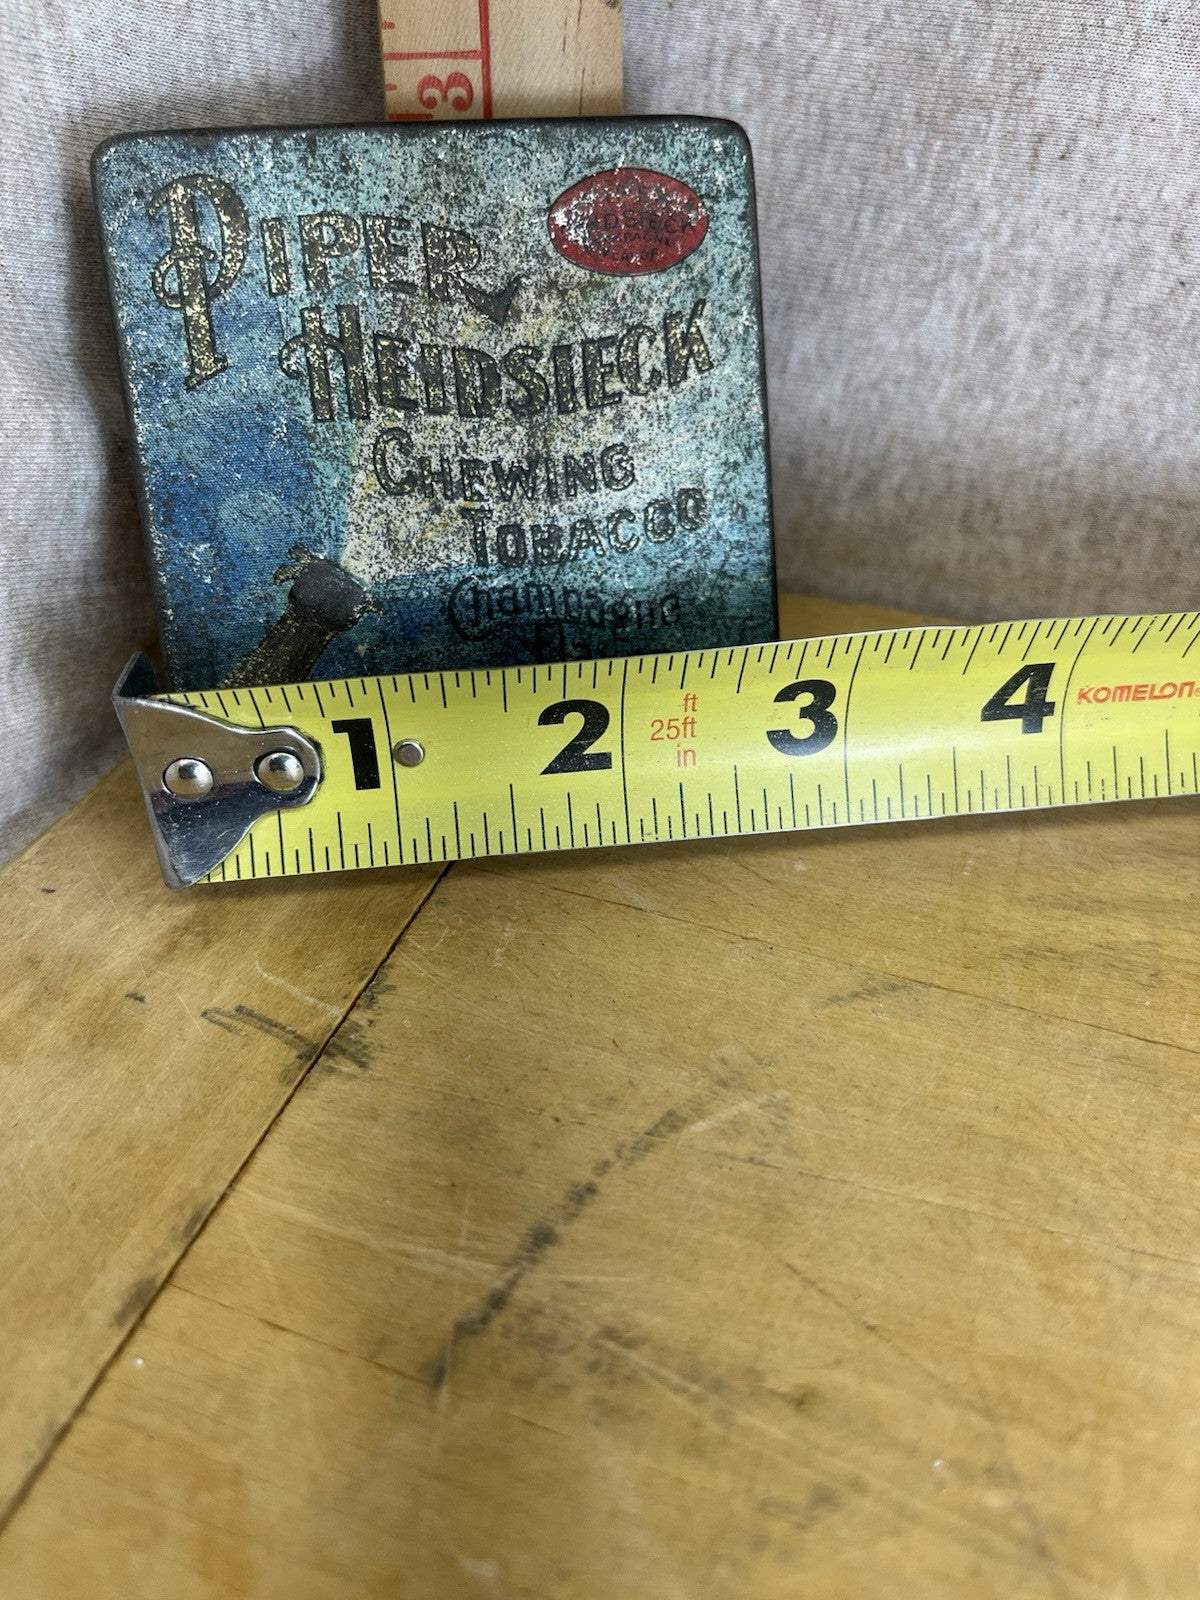 3
PIPER
HEIDSIECK
HEIDSIECK
CHEWING
TOBACCO
Champagne
ft
25ft
in
1 2 3 4
KOMELON